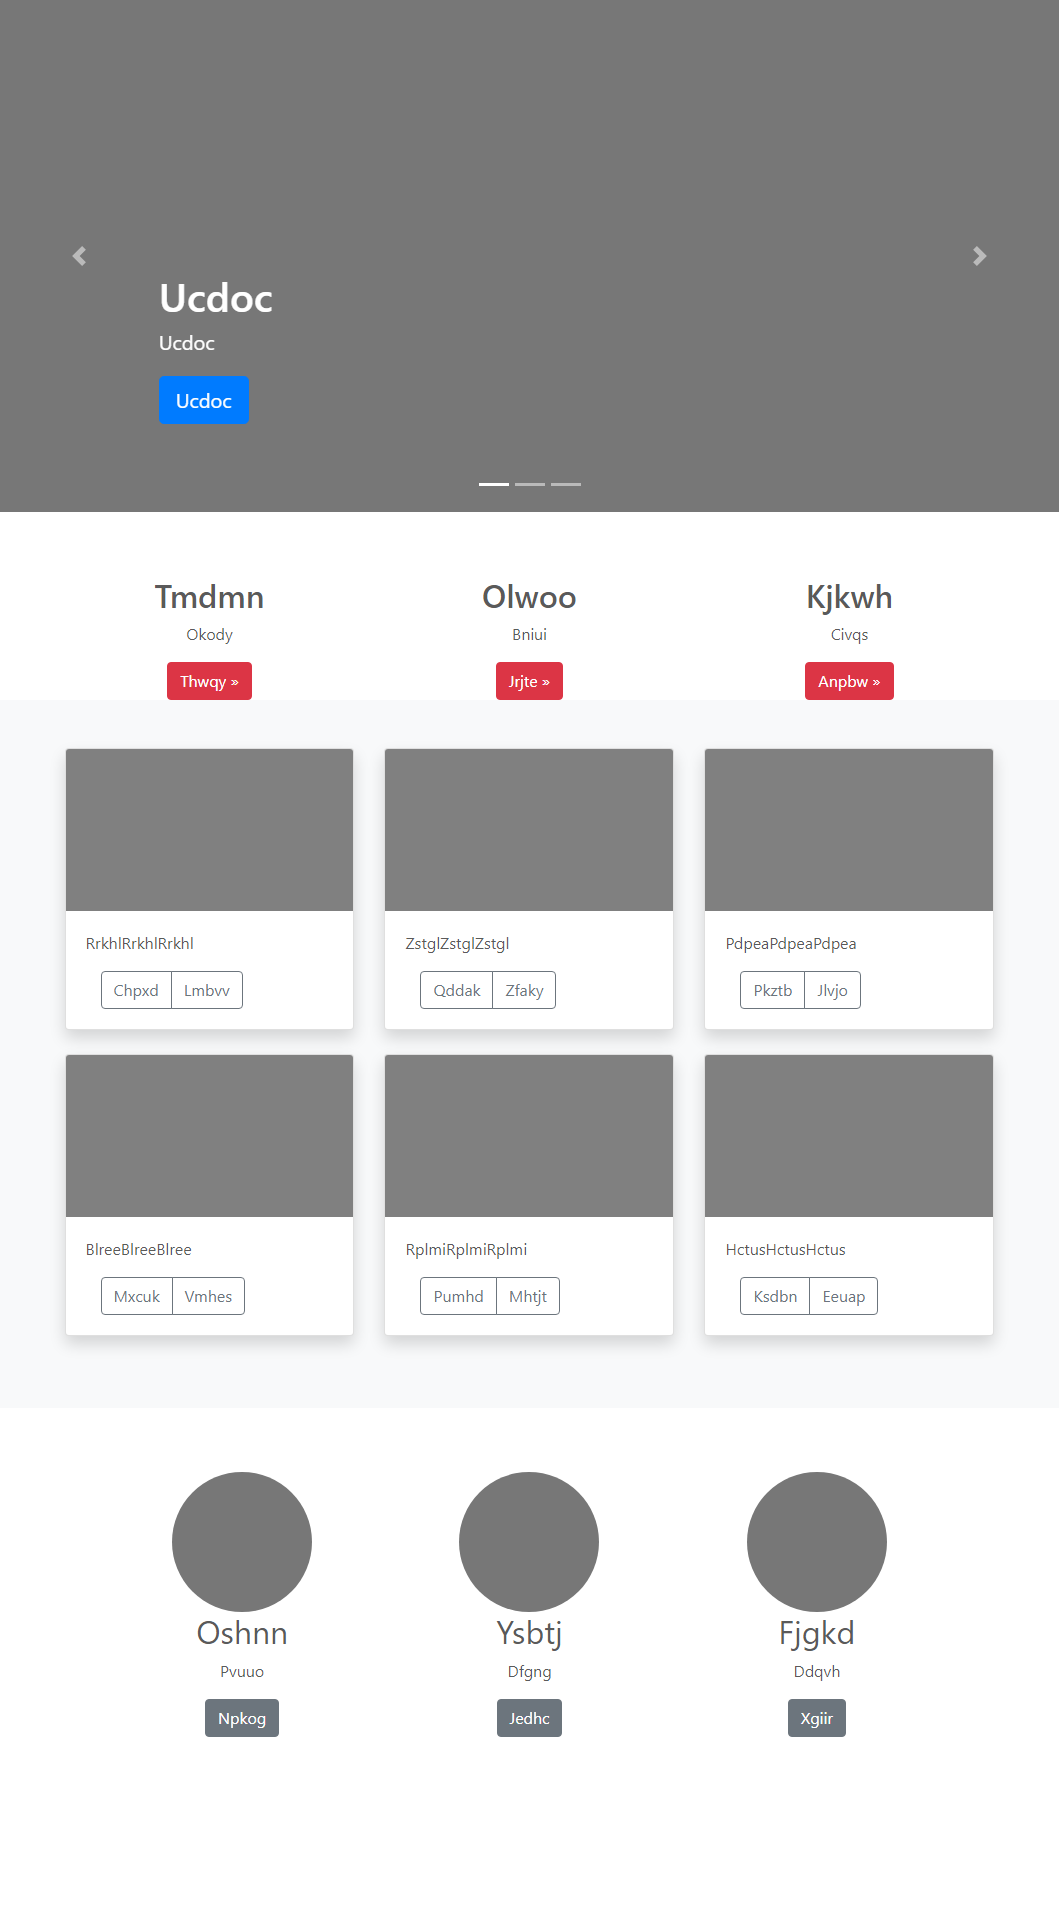 Ucdoc
Ucdoc
Ucdoc
Tmdmn
Okody
Thwqy »
Olwoo
Bniui
Jrjte »
Kjkwh
Civqs
Anpbw »
RrkhlRrkhlRrkhl
Chpxd Lmbvv
ZstglZstglZstgl
Qddak Zfaky
PdpeaPdpeaPdpea
Pkztb Jlvjo
BlreeBlreeBlree
Mxcuk Vmhes
RplmiRplmiRplmi
Pumhd Mhtjt
HctusHctusHctus
Ksdbn Eeuap
Oshnn
Pvuuo
Npkog
Ysbtj
Dfgng
Jedhc
Fjgkd
Ddqvh
Xgiir